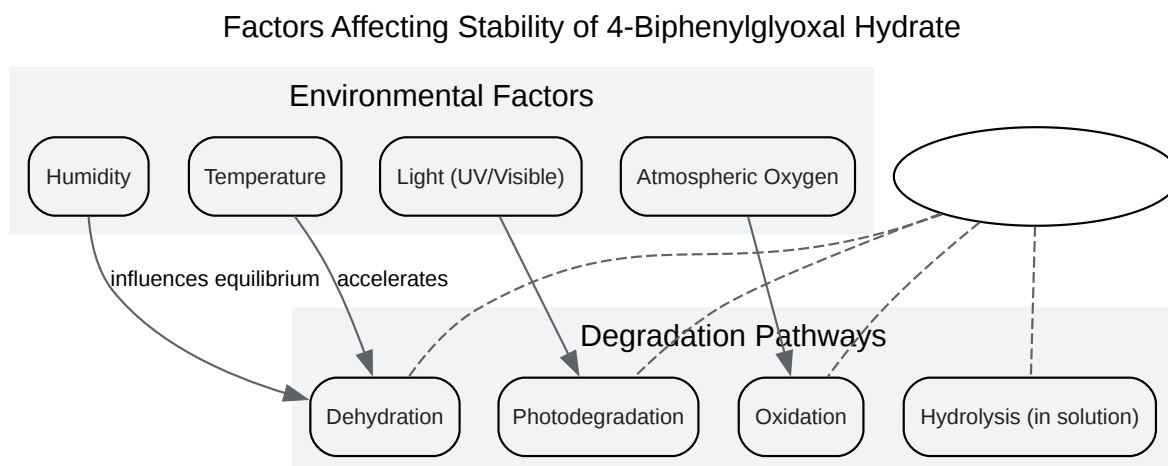 Factors Affecting Stability of 4-Biphenylglyoxal Hydrate
Environmental Factors
Humidity
Temperature
Light (UV/Visible)
Atmospheric Oxygen
influences equilibrium
accelerates
Degradation Pathways
Dehydration
Photodegradation
Oxidation
Hydrolysis (in solution)